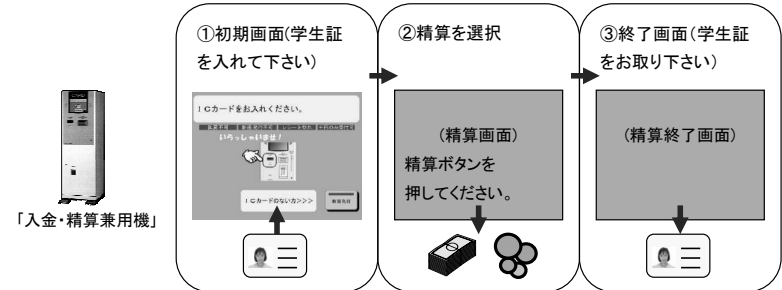 ①初期画面(学生証
を入れて下さい)
ICカードをお入れください。
いらっしゃいませ!
ICカードのない方>>>
②精算を選択
(精算画面)
精算ボタンを
押してください。
③終了画面(学生証
をお取り下さい)
(精算終了画面)
「入金・精算兼用機」